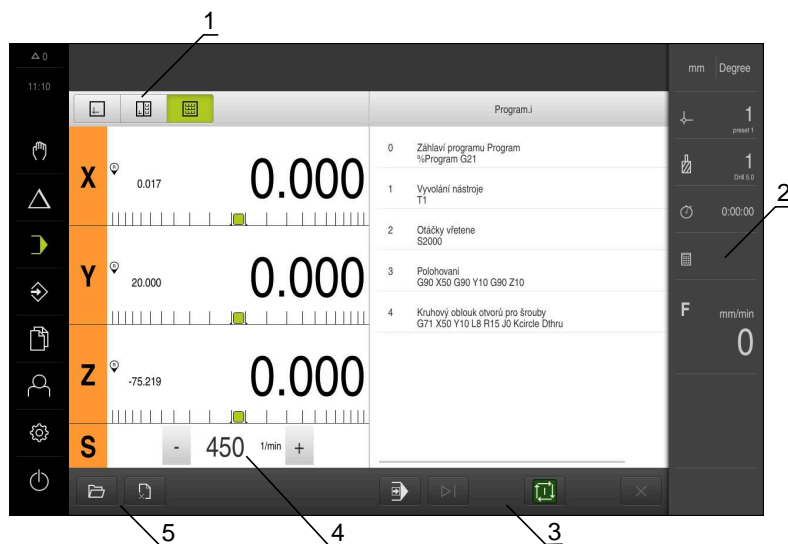 1
0
11:10
mm Degree
Program.i
1
preset 1
1
Drill 5.0
0:00:00
2
F mm/min
0
X R 0.017 0.000
Y R 20.000 0.000
Z R -75.219 0.000
S - 450 1/min +
0 Záhlaví programu Program
%Program G21
1 Vyvolání nástroje
T1
2 Otáčky vřetene
S2000
3 Polohovani
G90 X50 G90 Y10 G90 Z10
4 Kruhový oblouk otvorů pro šrouby
G71 X50 Y10 L8 R15 J0 Kcircle Dthru
5
4
3